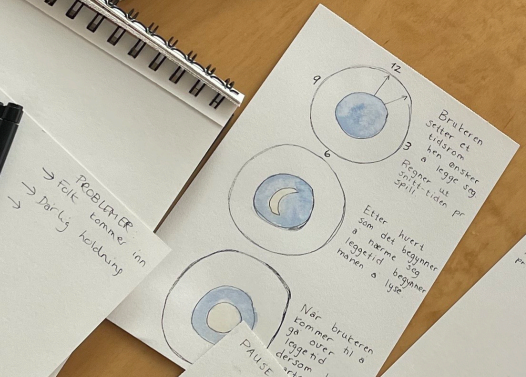 PROBLEMER
→ Folk kommer inn
→ Dårlig holdning
→
12
9
3
6
Brukeren
setter et
tidsrom
hen ønsker
å legge seg.
Regner ut
snitt-tiden pr
spill.
Etter hvert
som det begynner
å nærme seg
leggetid begynner
månen å lyse
Når brukeren
kommer til å
gå over til
leggetid
dersom
PAUSE